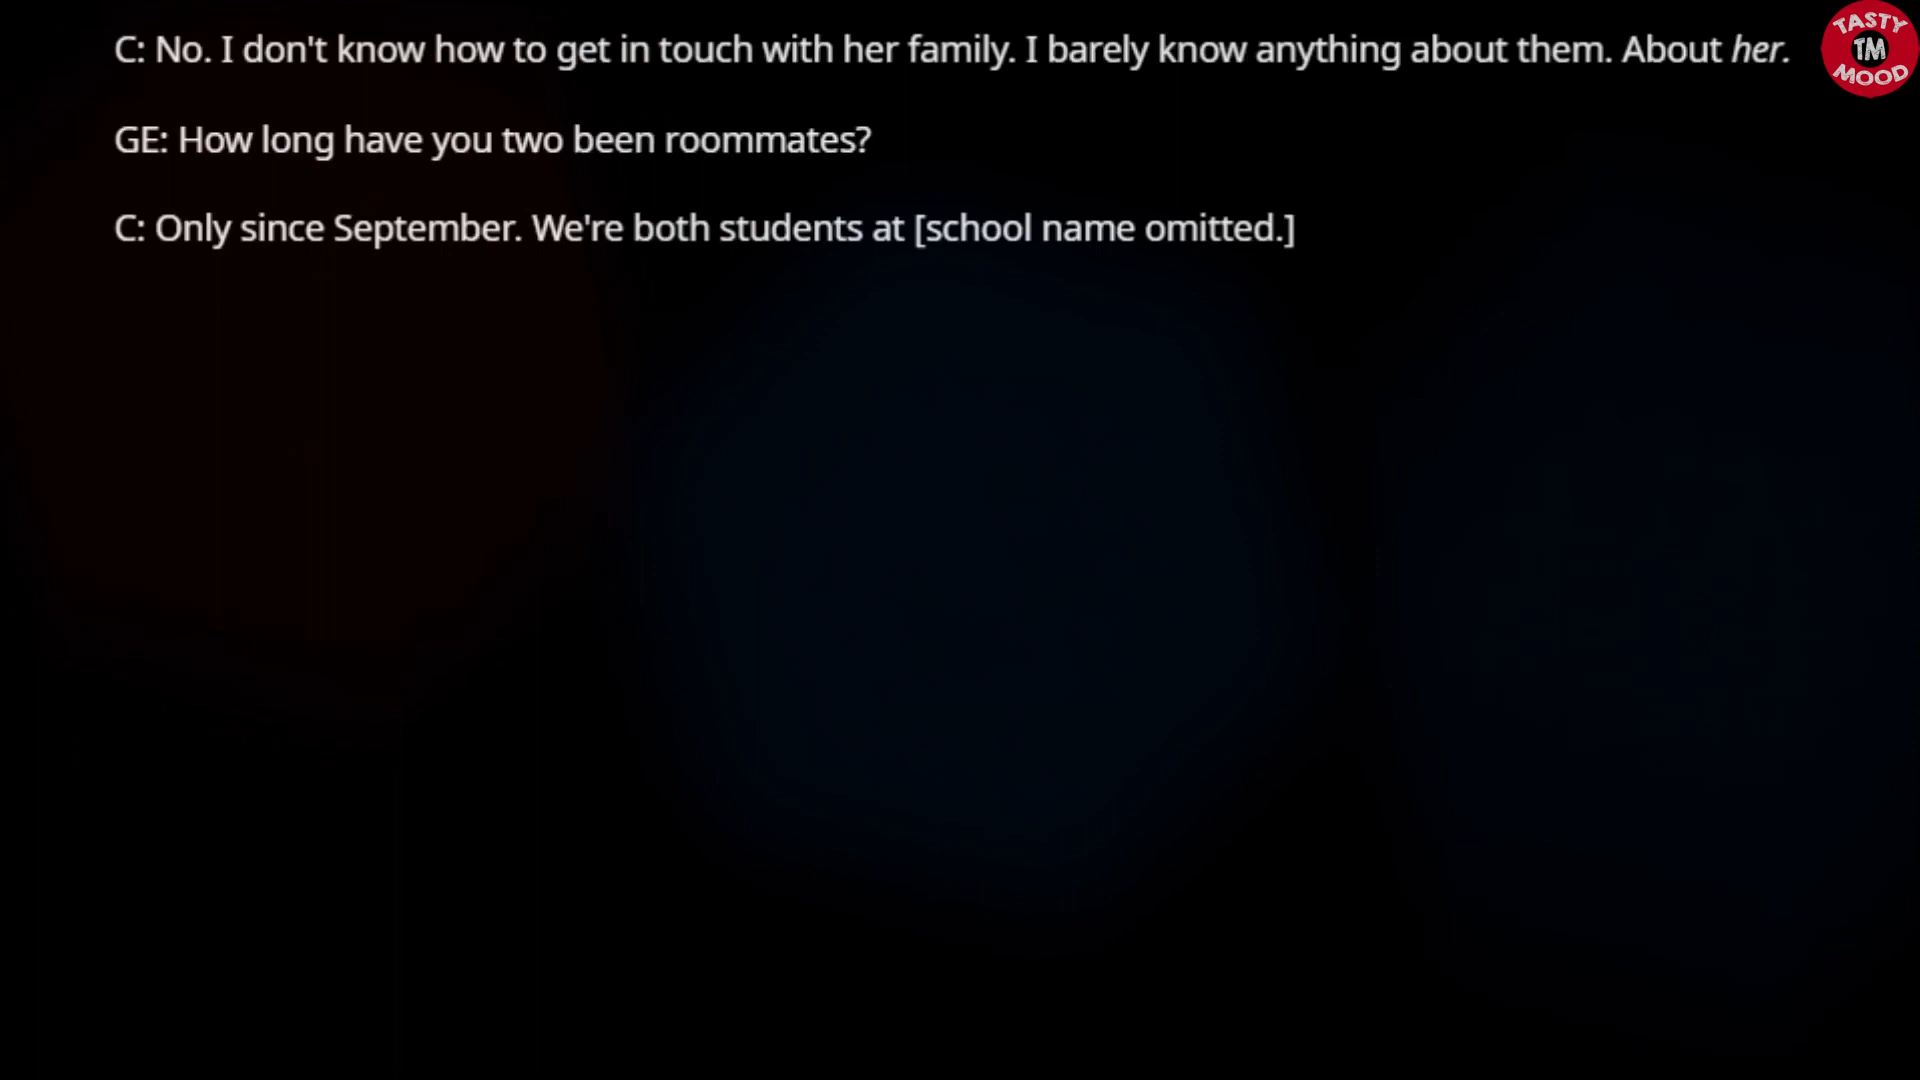 C: No. I don't know how to get in touch with her family. I barely know anything about them. About her.
GE: How long have you two been roommates?
C: Only since September. We're both students at [school name omitted.]
TASTY
TM
MOOD